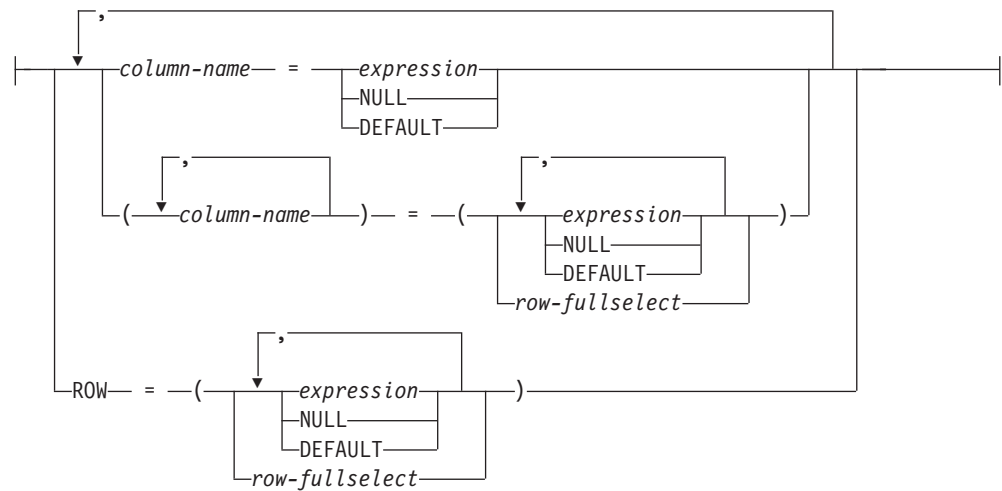 ,
column-name = expression
NULL
DEFAULT
, ,
( column-name ) = ( expression )
NULL
DEFAULT
row-fullselect
,
ROW = ( expression )
NULL
DEFAULT
row-fullselect